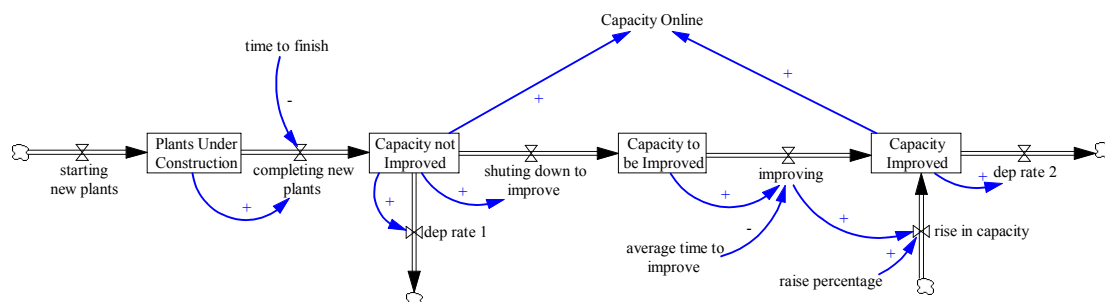 Capacity Online
time to finish
+
+
-
Plants Under
Construction
Capacity not
Improved
Capacity to
be Improved
Capacity
Improved
starting
new plants
completing new
plants
shuting down to
improve
improving
dep rate 2
+
+
+
+
+
+
dep rate 1
-
+
rise in capacity
average time to
improve
+
raise percentage